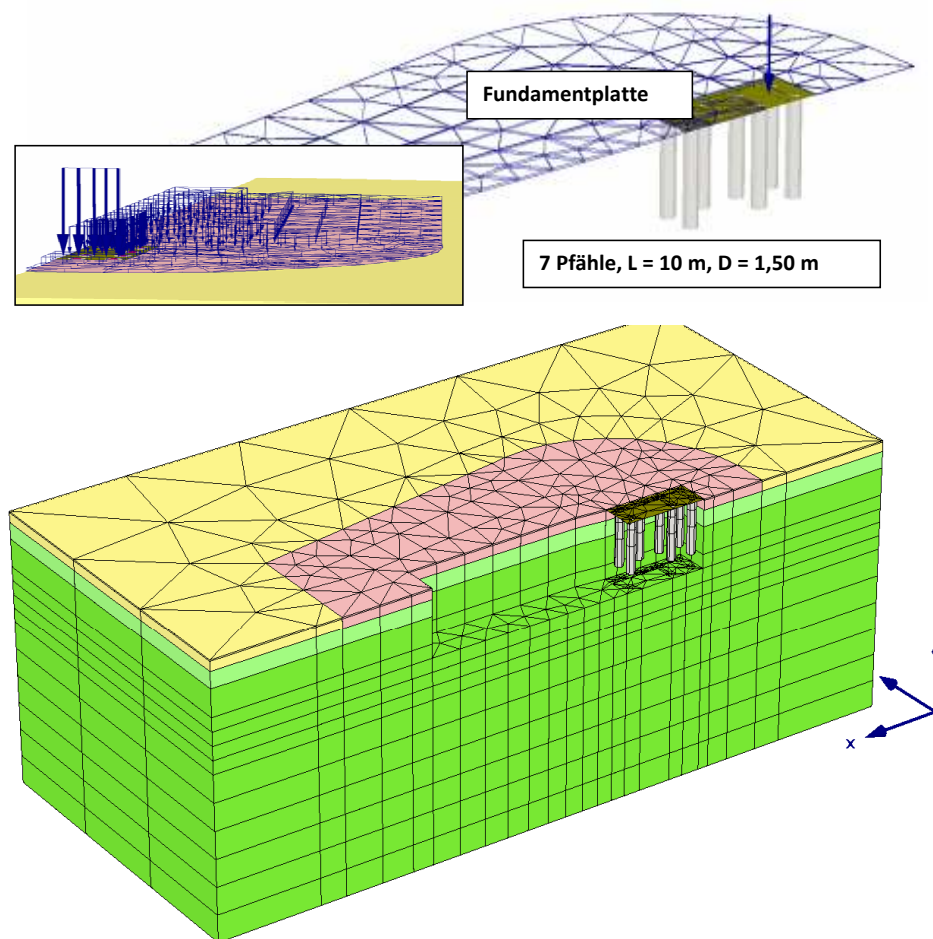 Fundamentplatte
7 Pfähle, L = 10 m, D = 1,50 m
x